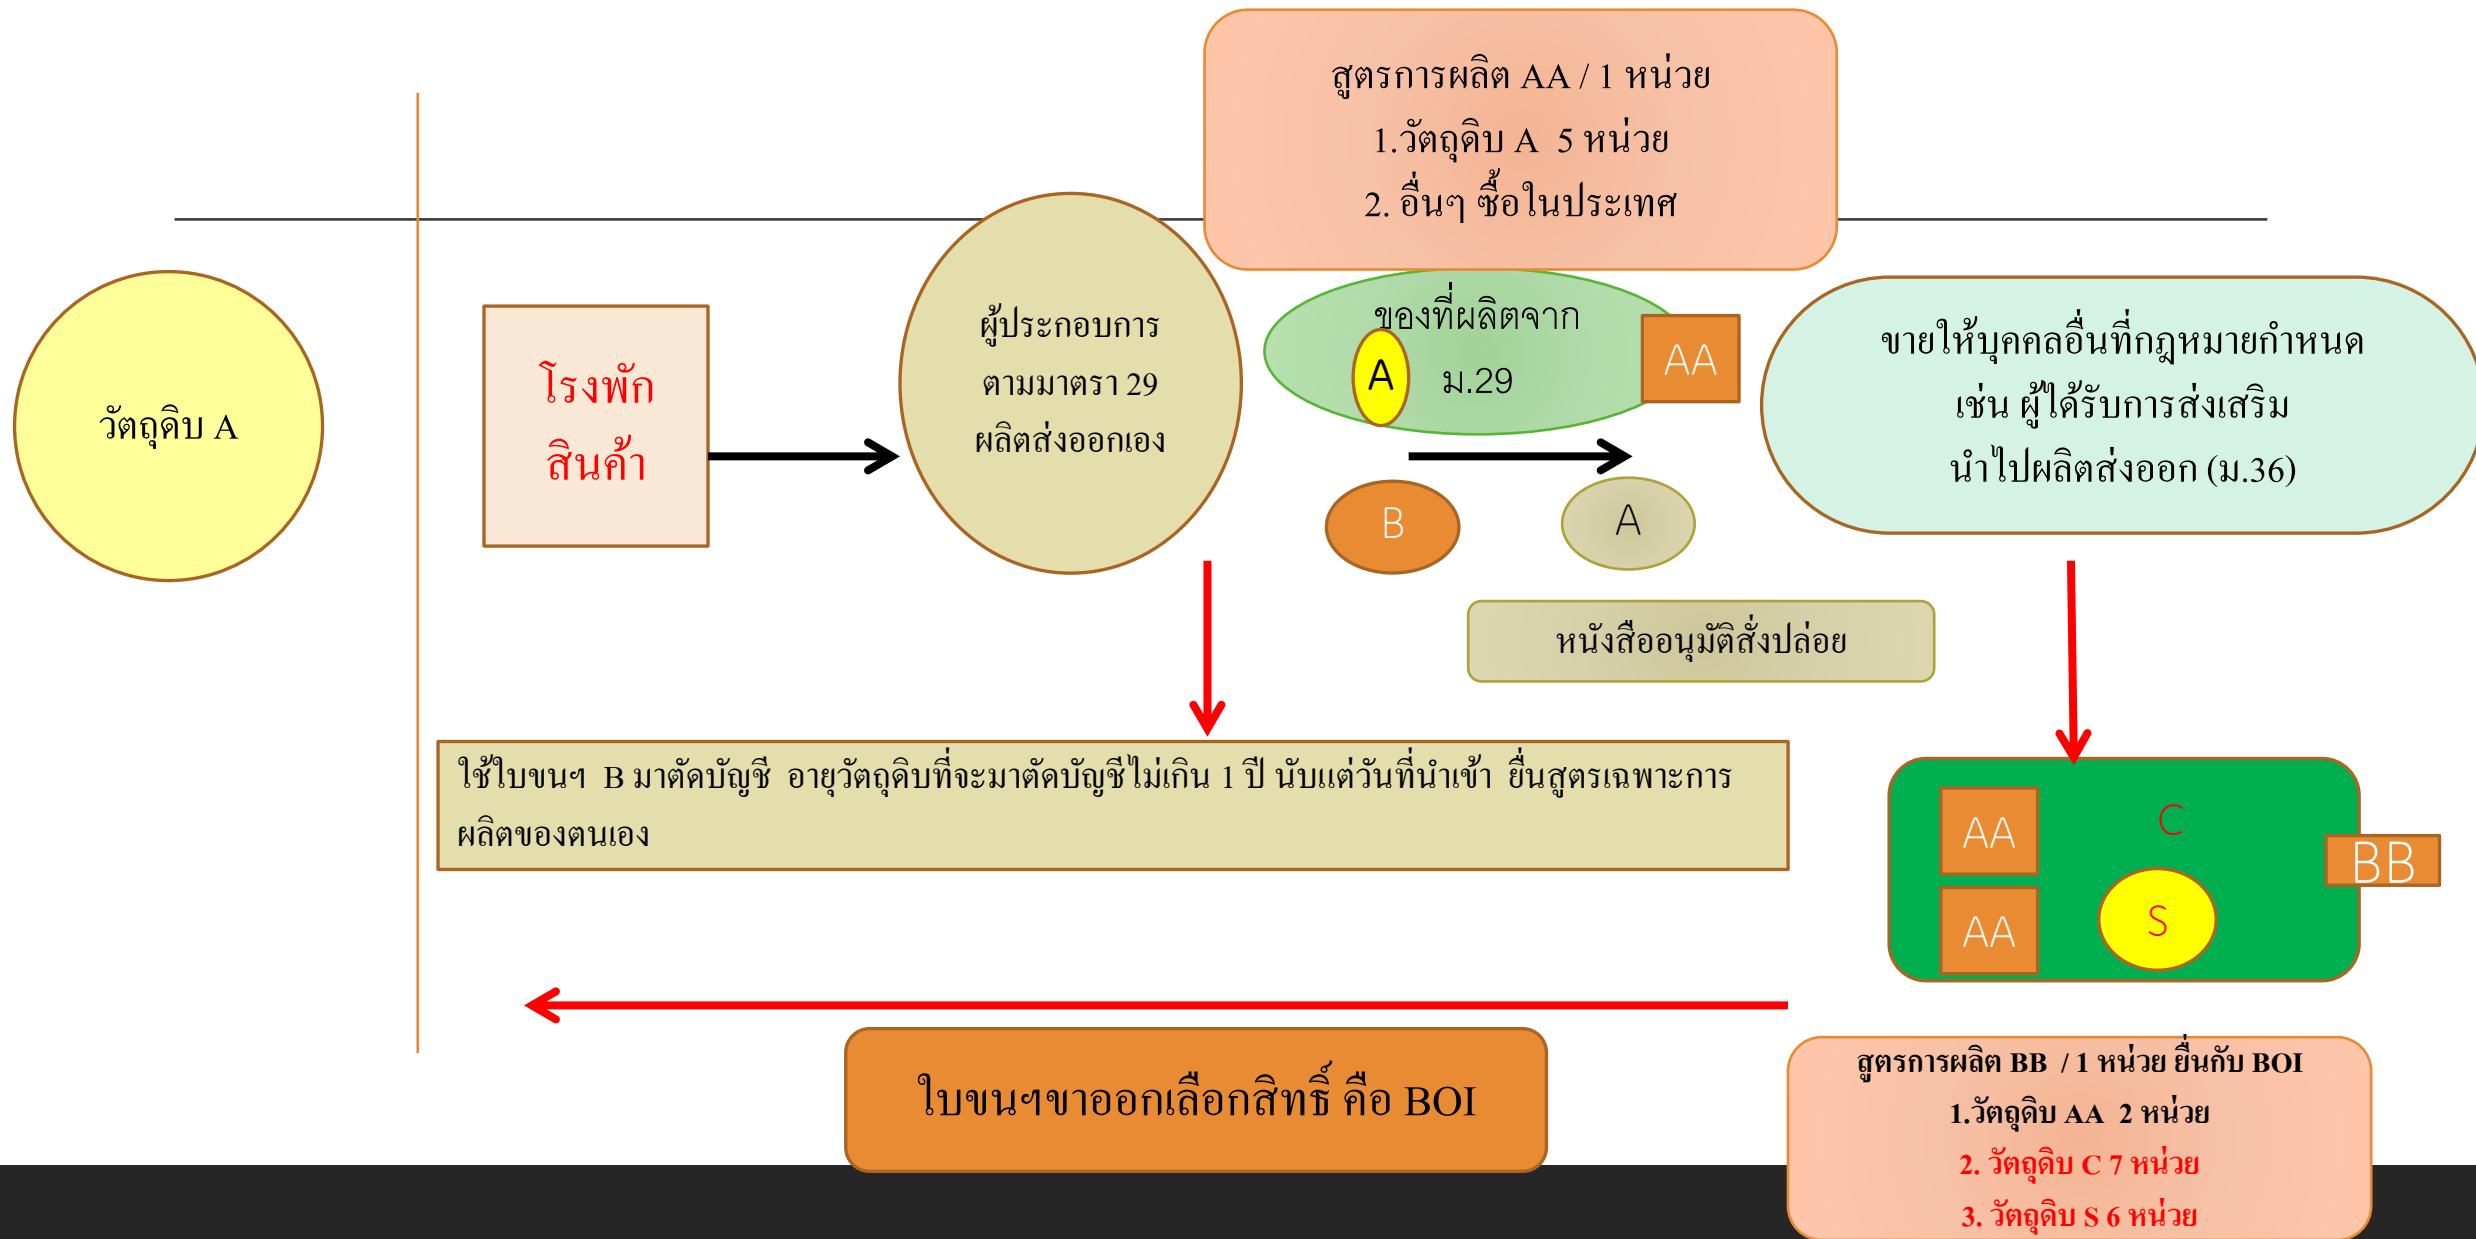 สูตรการผลิต AA / 1 หน่วย
1.วัตถุดิบ A  5 หน่วย
2. อื่นๆ ซื้อในประเทศ
วัตถุดิบ A
โรงพัก
สินค้า
ผู้ประกอบการ
ตามมาตรา 29
ผลิตส่งออกเอง
ของที่ผลิตจาก
ม.29
A
AA
B
A
ขายให้บุคคลอื่นที่กฎหมายกำหนด
เช่น ผู้ได้รับการส่งเสริม
นำไปผลิตส่งออก (ม.36)
หนังสืออนุมัติสั่งปล่อย
ใช้ใบขนฯ  B มาตัดบัญชี  อายุวัตถุดิบที่จะมาตัดบัญชีไม่เกิน 1 ปี นับแต่วันที่นำเข้า  ยื่นสูตรเฉพาะการ
ผลิตของตนเอง
AA
C
BB
AA
S
ใบขนฯขาออกเลือกสิทธิ์ คือ BOI
สูตรการผลิต BB  / 1 หน่วย ยื่นกับ BOI
1.วัตถุดิบ AA  2 หน่วย
2. วัตถุดิบ C 7 หน่วย
3. วัตถุดิบ S 6 หน่วย